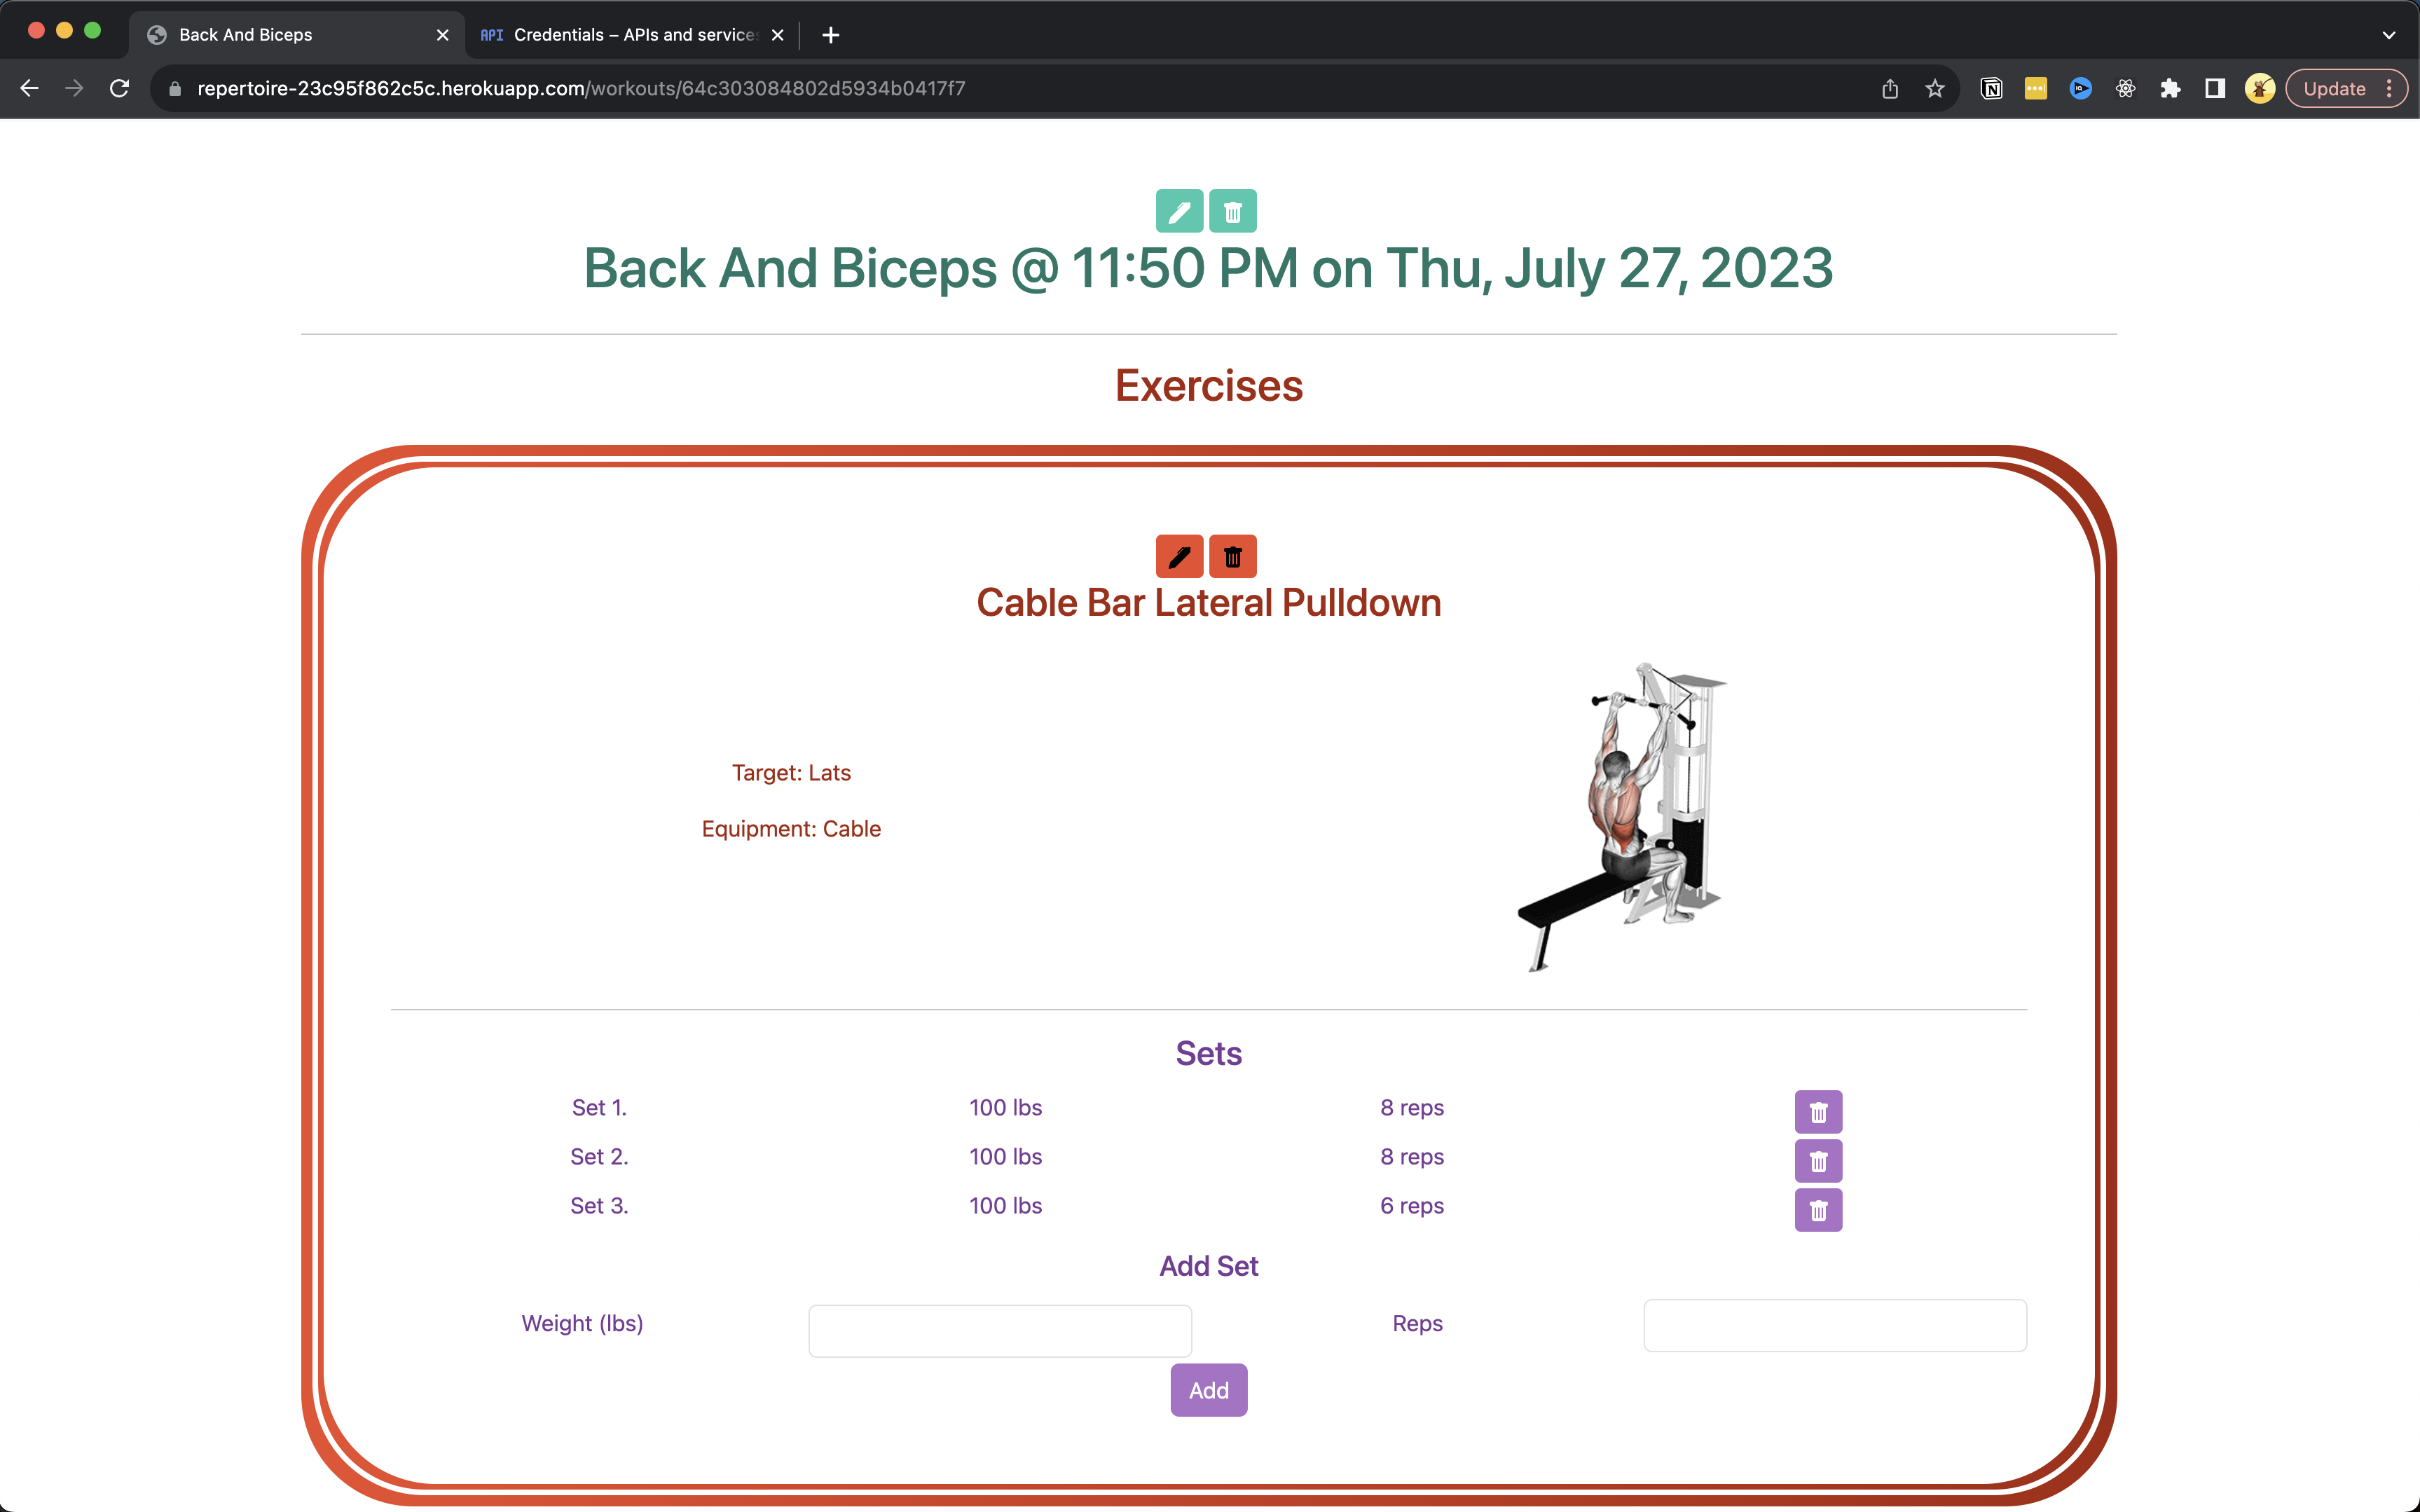 Back And Biceps
API Credentials – APIs and services
repertoire-23c95f862c5c.herokuapp.com/workouts/64c303084802d5934b0417f7
Update
Back And Biceps @ 11:50 PM on Thu, July 27, 2023
Exercises
Cable Bar Lateral Pulldown
Target: Lats
Equipment: Cable
Sets
Set 1. 100 lbs 8 reps
Set 2. 100 lbs 8 reps
Set 3. 100 lbs 6 reps
Add Set
Weight (lbs) Reps
Add